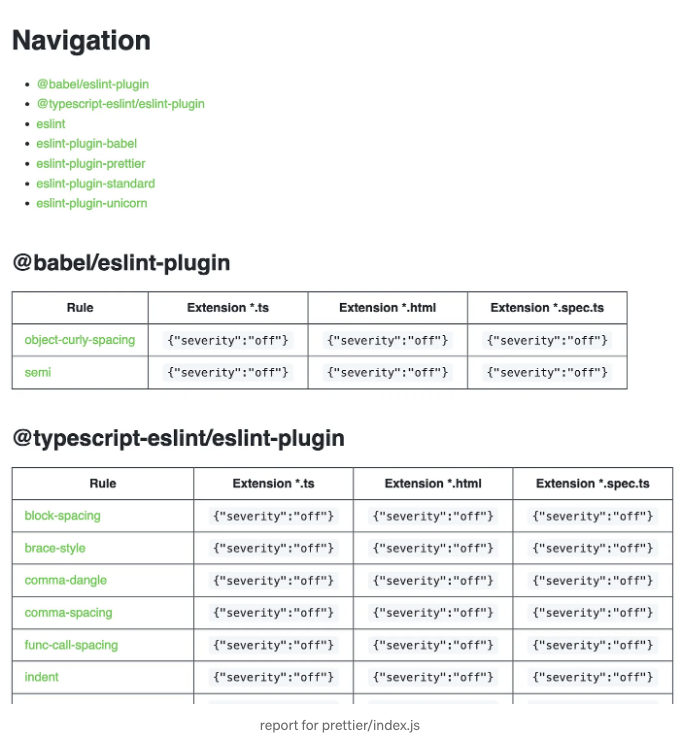 Navigation
@babel/eslint-plugin
@typescript-eslint/eslint-plugin
eslint
eslint-plugin-babel
eslint-plugin-prettier
eslint-plugin-standard
eslint-plugin-unicorn
@babel/eslint-plugin
Rule Extension *.ts Extension *.html Extension *.spec.ts
object-curly-spacing {"severity":"off"} {"severity":"off"} {"severity":"off"}
semi {"severity":"off"} {"severity":"off"} {"severity":"off"}
@typescript-eslint/eslint-plugin
Rule Extension *.ts Extension *.html Extension *.spec.ts
block-spacing {"severity":"off"} {"severity":"off"} {"severity":"off"}
brace-style {"severity":"off"} {"severity":"off"} {"severity":"off"}
comma-dangle {"severity":"off"} {"severity":"off"} {"severity":"off"}
comma-spacing {"severity":"off"} {"severity":"off"} {"severity":"off"}
func-call-spacing {"severity":"off"} {"severity":"off"} {"severity":"off"}
indent {"severity":"off"} {"severity":"off"} {"severity":"off"}
report for prettier/index.js